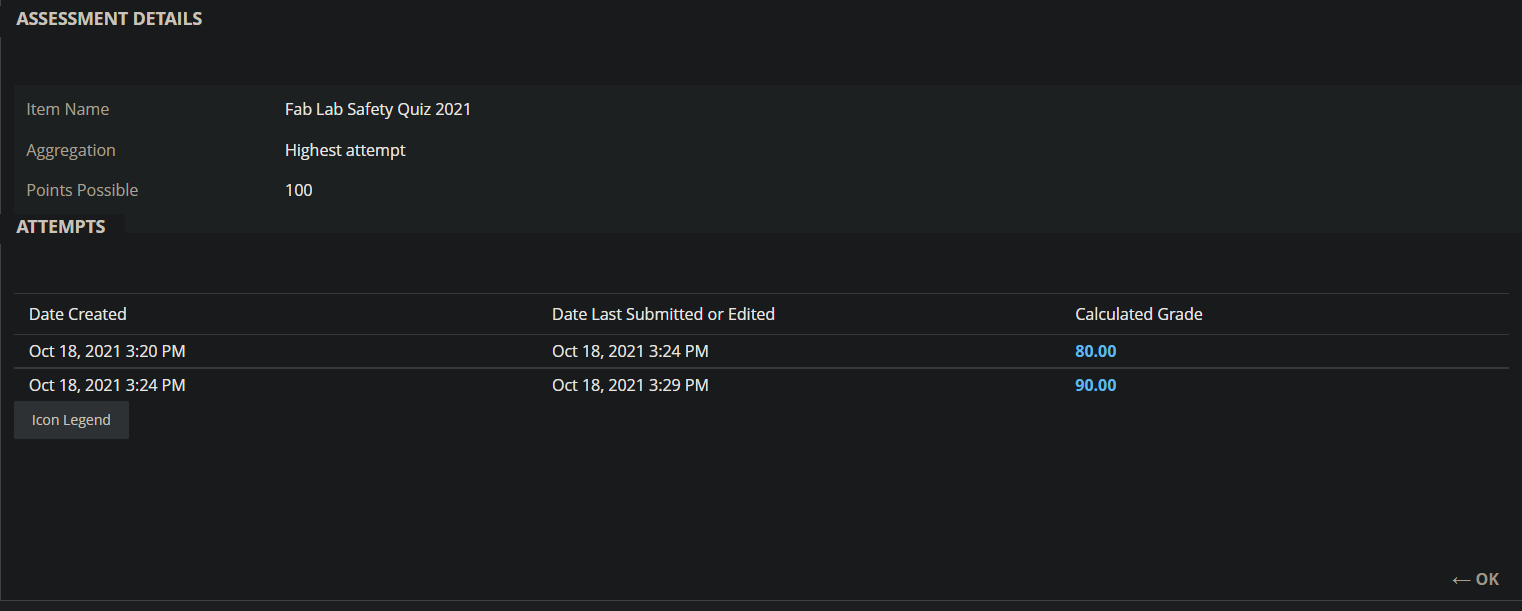 ASSESSMENT DETAILS
Item Name Fab Lab Safety Quiz 2021
Aggregation Highest attempt
Points Possible 100
ATTEMPTS
Date Created Date Last Submitted or Edited Calculated Grade
Oct 18, 2021 3:20 PM Oct 18, 2021 3:24 PM 80.00
Oct 18, 2021 3:24 PM Oct 18, 2021 3:29 PM 90.00
Icon Legend
← OK